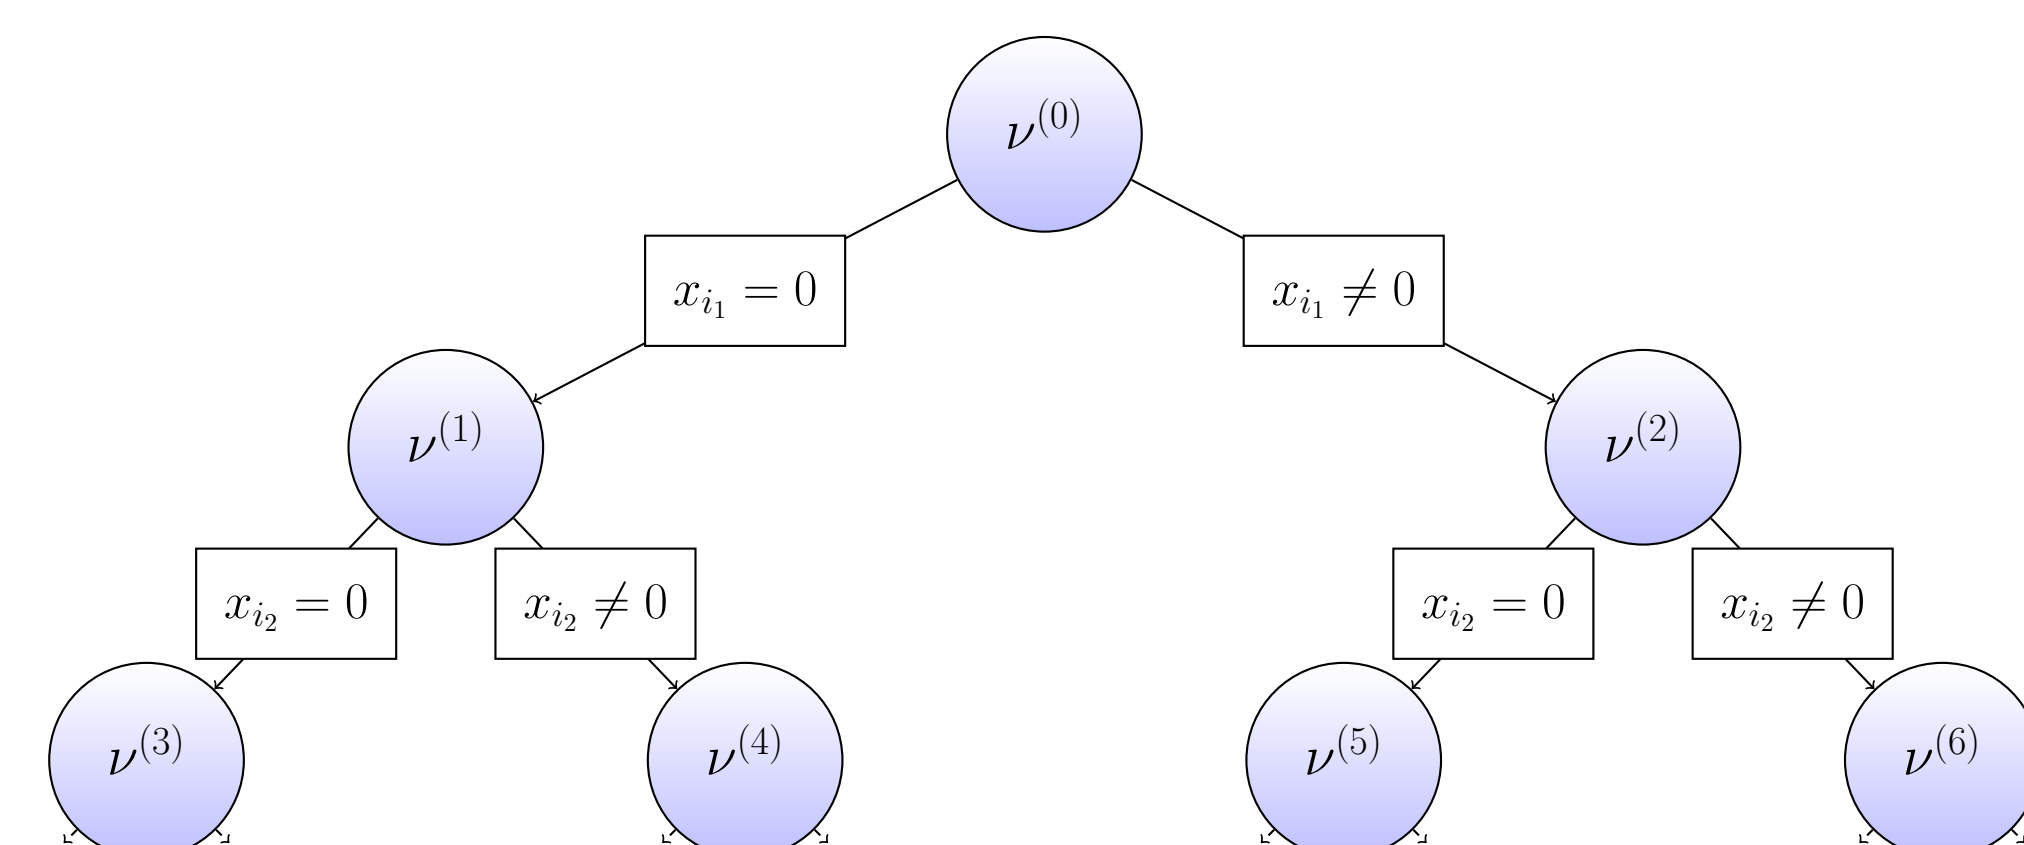 ν^(0)
x_{i_1} = 0 x_{i_1} ≠ 0
ν^(1) ν^(2)
x_{i_2} = 0 x_{i_2} ≠ 0 x_{i_2} = 0 x_{i_2} ≠ 0
ν^(3) ν^(4) ν^(5) ν^(6)